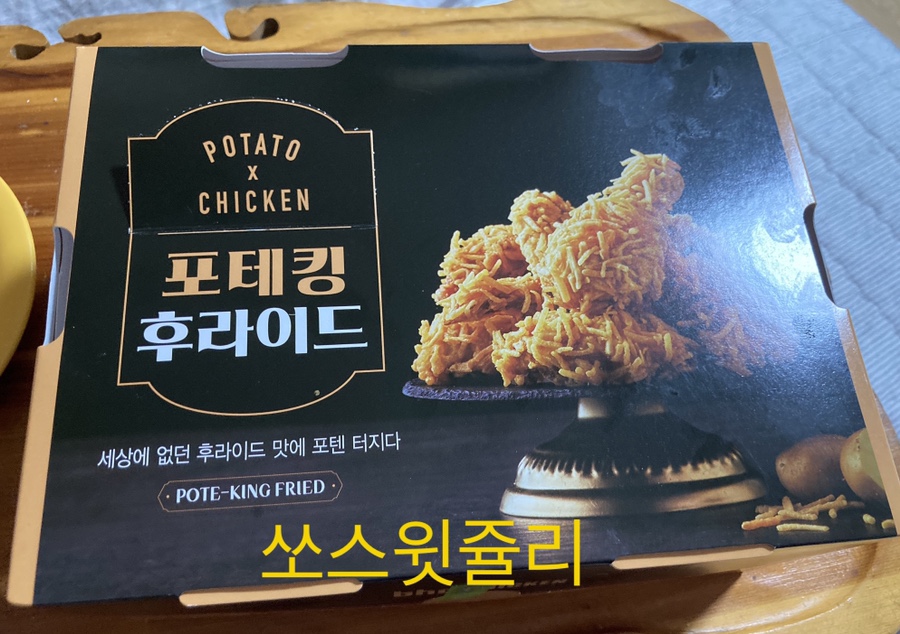 POTATO
x
CHICKEN
포테킹
후라이드
세상에 없던 후라이드 맛에 포텐 터지다
POTE-KING FRIED
쏘스윗쥴리